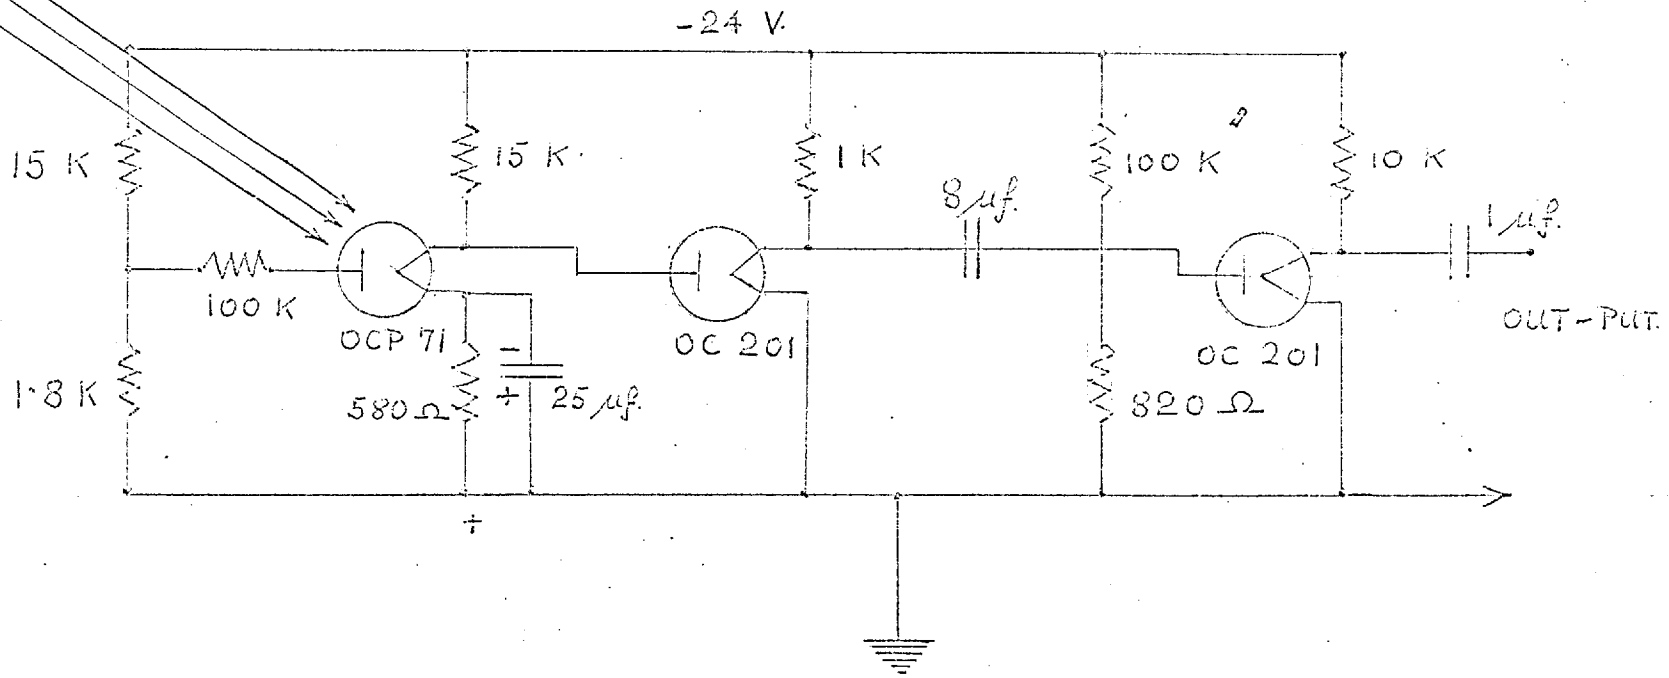 -24 V.
15 K
15 K.
1 K
100 K
10 K
8 µf.
1 µf.
100 K
OCP 71
OC 201
OC 201
OUT-PUT.
1.8 K
580 Ω
-
+
25 µf.
820 Ω
+